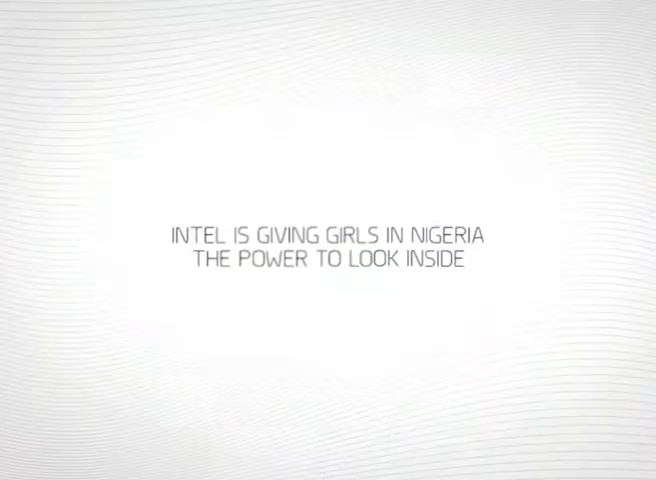 INTEL IS GIVING GIRLS IN NIGERIA
THE POWER TO LOOK INSIDE